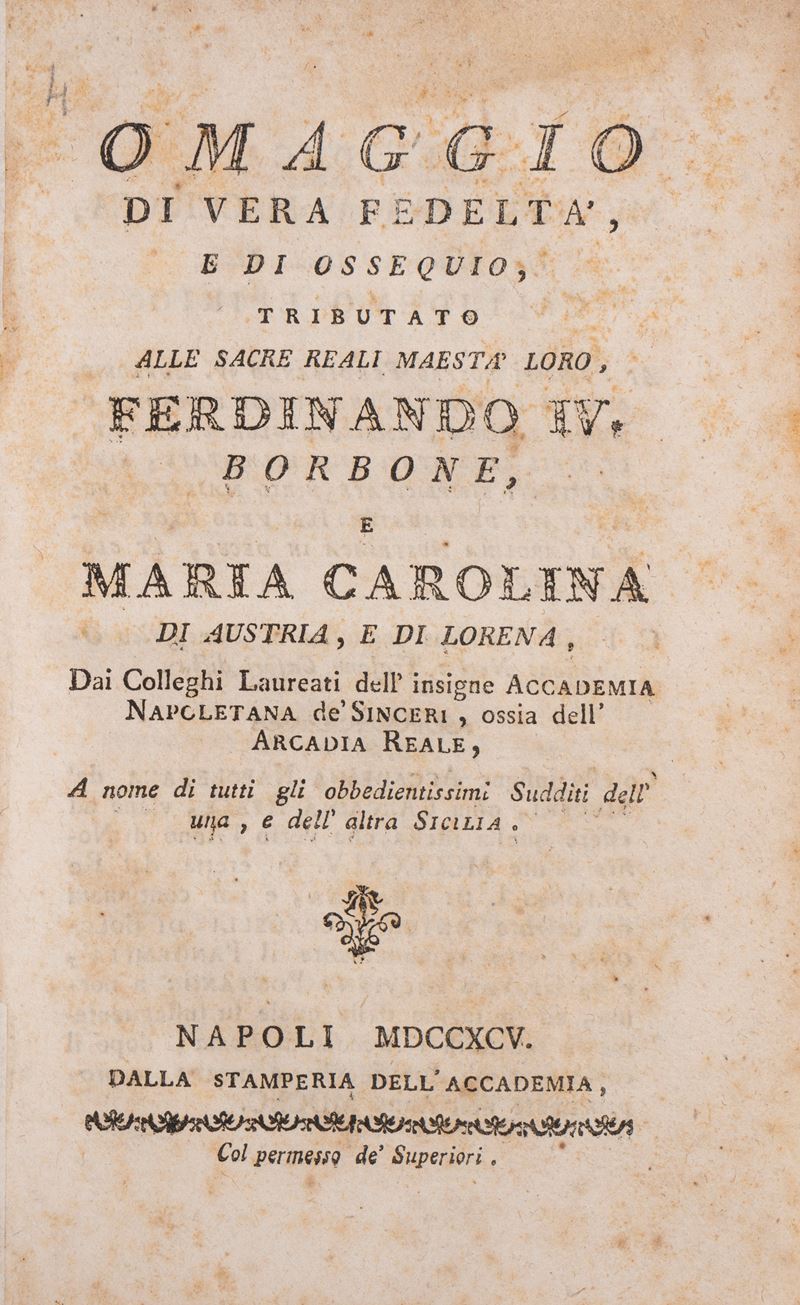 4
OMAGGIO
DI VERA FEDELTA',
E DI OSSEQUIO,
TRIBUTATO
ALLE SACRE REALI MAESTA' LORO,
FERDINANDO IV.
BORBONE,
E
MARIA CAROLINA
DI AUSTRIA, E DI LORENA,
Dai Colleghi Laureati dell' insigne ACCADEMIA
NAPOLETANA de' SINCERI, ossia dell'
ARCADIA REALE,
A nome di tutti gli obbedientissimi Sudditi dell'
una, e dell' altra SICILIA.
NAPOLI MDCCXCV.
DALLA STAMPERIA DELL' ACCADEMIA,
Col permesso de' Superiori.